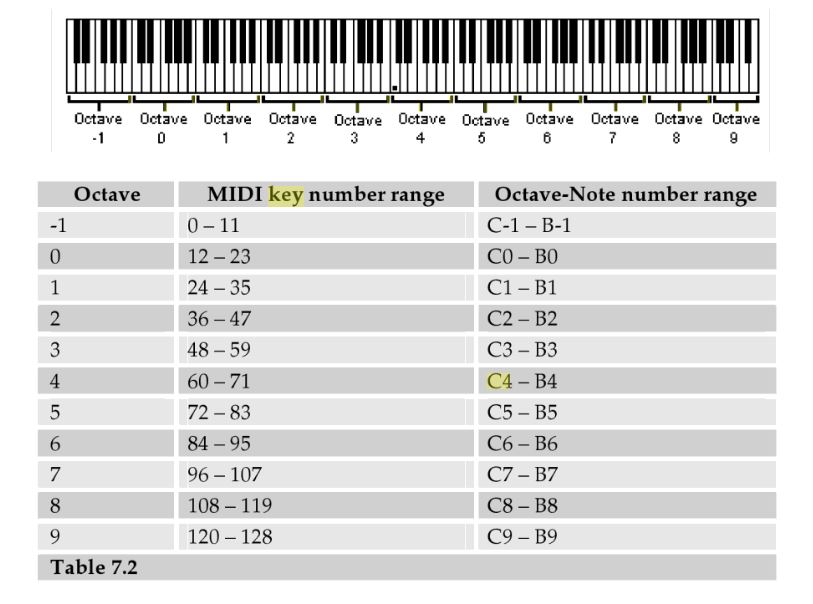 Octave Octave Octave Octave Octave Octave Octave Octave Octave Octave Octave
-1 0 1 2 3 4 5 6 7 8 9
Octave MIDI key number range Octave-Note number range
-1 0 – 11 C-1 – B-1
0 12 – 23 C0 – B0
1 24 – 35 C1 – B1
2 36 – 47 C2 – B2
3 48 – 59 C3 – B3
4 60 – 71 C4 – B4
5 72 – 83 C5 – B5
6 84 – 95 C6 – B6
7 96 – 107 C7 – B7
8 108 – 119 C8 – B8
9 120 – 128 C9 – B9
Table 7.2